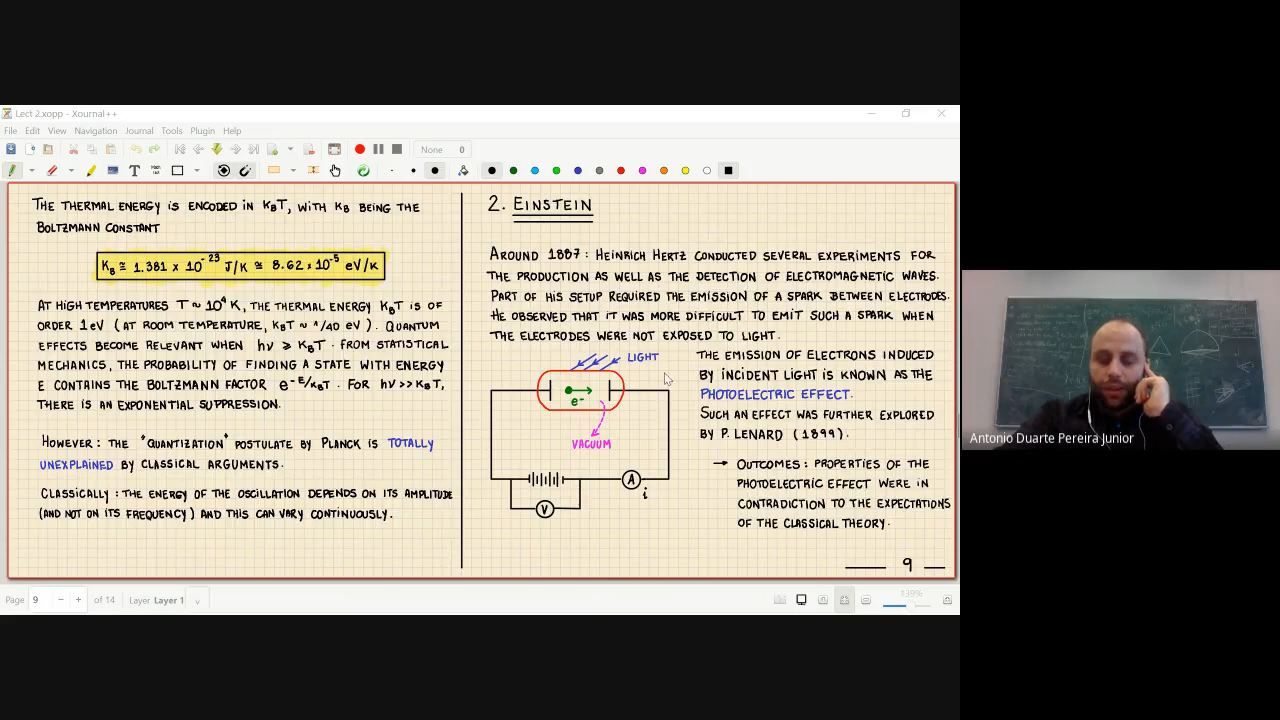 Lect 2.xopp - Xournal++
File Edit View Navigation Journal Tools Plugin Help
None 0
THE THERMAL ENERGY IS ENCODED IN K_BT, WITH K_B BEING THE
BOLTZMANN CONSTANT
K_B ≅ 1.381 x 10^-23 J/K ≅ 8.62 x 10^-5 eV/K
AT HIGH TEMPERATURES T ~ 10^4 K, THE THERMAL ENERGY K_BT IS OF
ORDER 1eV (AT ROOM TEMPERATURE, K_BT ~ 1/40 eV). QUANTUM
EFFECTS BECOME RELEVANT WHEN hν ≥ K_BT. FROM STATISTICAL
MECHANICS, THE PROBABILITY OF FINDING A STATE WITH ENERGY
E CONTAINS THE BOLTZMANN FACTOR e^-E/K_BT. FOR hν >> K_BT,
THERE IS AN EXPONENTIAL SUPPRESSION.
HOWEVER: THE "QUANTIZATION" POSTULATE BY PLANCK IS TOTALLY
UNEXPLAINED BY CLASSICAL ARGUMENTS.
CLASSICALLY: THE ENERGY OF THE OSCILLATION DEPENDS ON ITS AMPLITUDE
(AND NOT ON ITS FREQUENCY) AND THIS CAN VARY CONTINUOUSLY.
2. EINSTEIN
AROUND 1887: HEINRICH HERTZ CONDUCTED SEVERAL EXPERIMENTS FOR
THE PRODUCTION AS WELL AS THE DETECTION OF ELECTROMAGNETIC WAVES.
PART OF HIS SETUP REQUIRED THE EMISSION OF A SPARK BETWEEN ELECTRODES.
HE OBSERVED THAT IT WAS MORE DIFFICULT TO EMIT SUCH A SPARK WHEN
THE ELECTRODES WERE NOT EXPOSED TO LIGHT.
LIGHT
e-
VACUUM
A
i
V
THE EMISSION OF ELECTRONS INDUCED
BY INCIDENT LIGHT IS KNOWN AS THE
PHOTOELECTRIC EFFECT.
SUCH AN EFFECT WAS FURTHER EXPLORED
BY P. LENARD (1899).
→ OUTCOMES: PROPERTIES OF THE
PHOTOELECTRIC EFFECT WERE IN
CONTRADICTION TO THE EXPECTATIONS
OF THE CLASSICAL THEORY.
9
Page 9 − + of 14 Layer Layer 1
139%
Antonio Duarte Pereira Junior